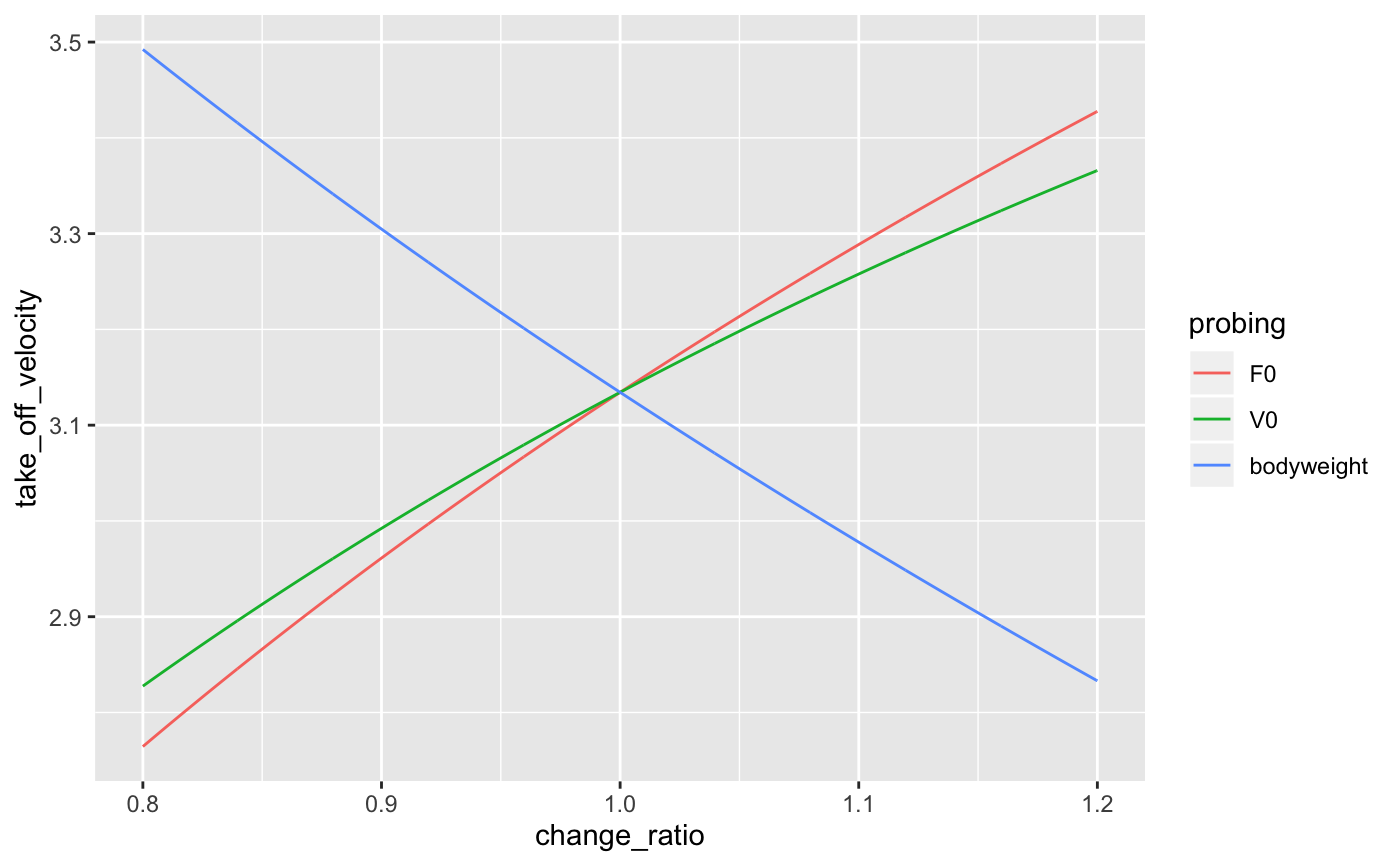 3.5
3.3
3.1
2.9
take_off_velocity
0.8 0.9 1.0 1.1 1.2
change_ratio
probing
F0
V0
bodyweight